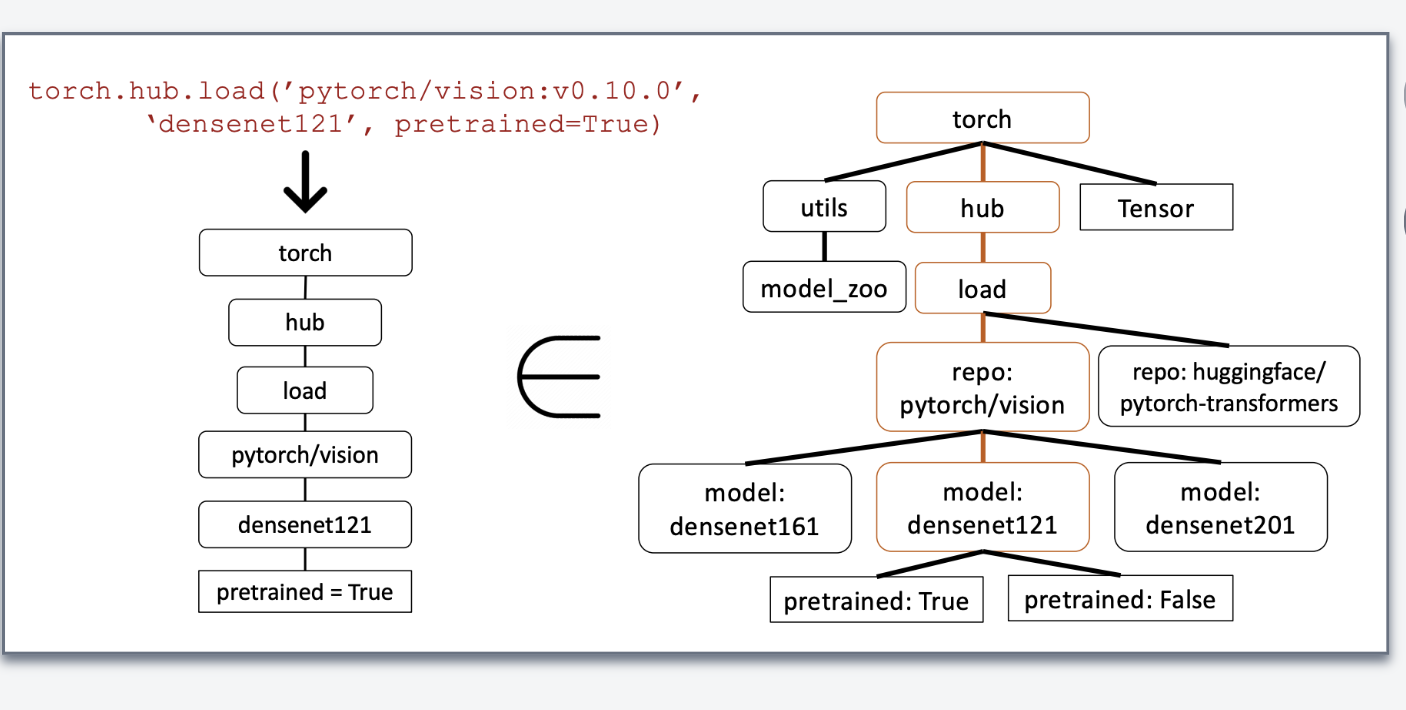 torch.hub.load(’pytorch/vision:v0.10.0’,
‘densenet121’, pretrained=True)
torch
hub
load
pytorch/vision
densenet121
pretrained = True
∈
torch
utils
hub
Tensor
model_zoo
load
repo:
pytorch/vision
repo: huggingface/
pytorch-transformers
model:
densenet161
model:
densenet121
model:
densenet201
pretrained: True
pretrained: False